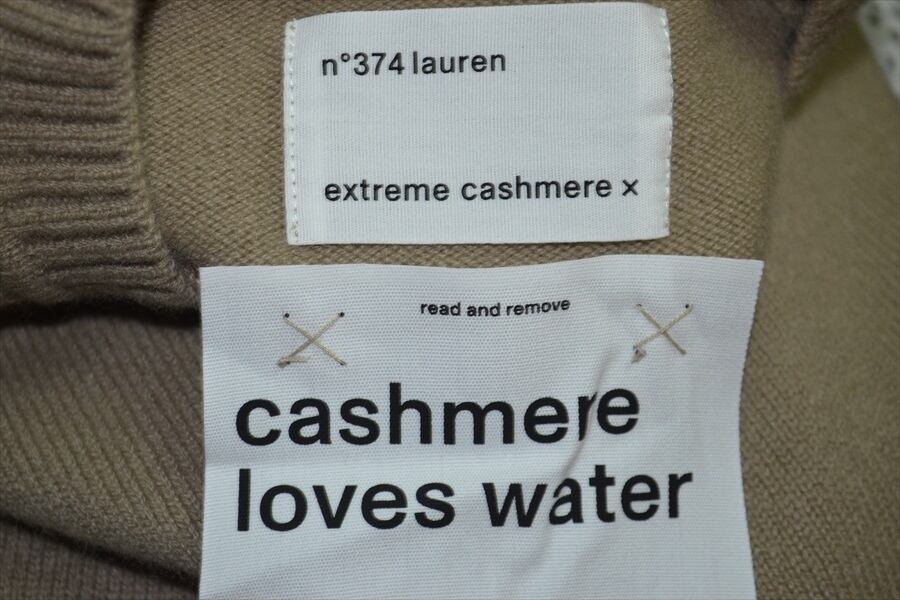 n°374 lauren
extreme cashmere x
read and remove
cashmere
loves water